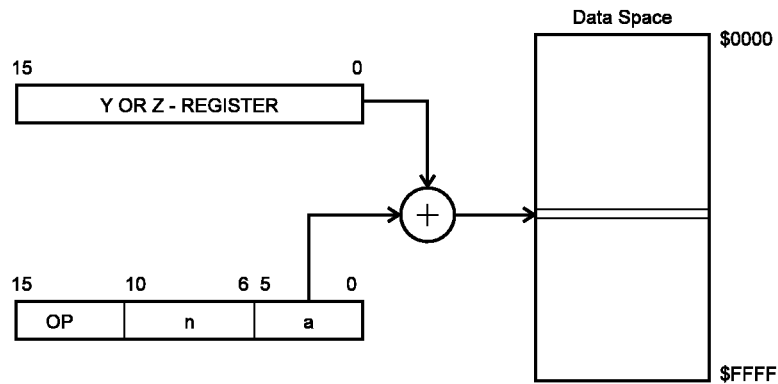 Data Space
$0000
15 0
Y OR Z - REGISTER
+
15 10 6 5 0
OP n a
$FFFF